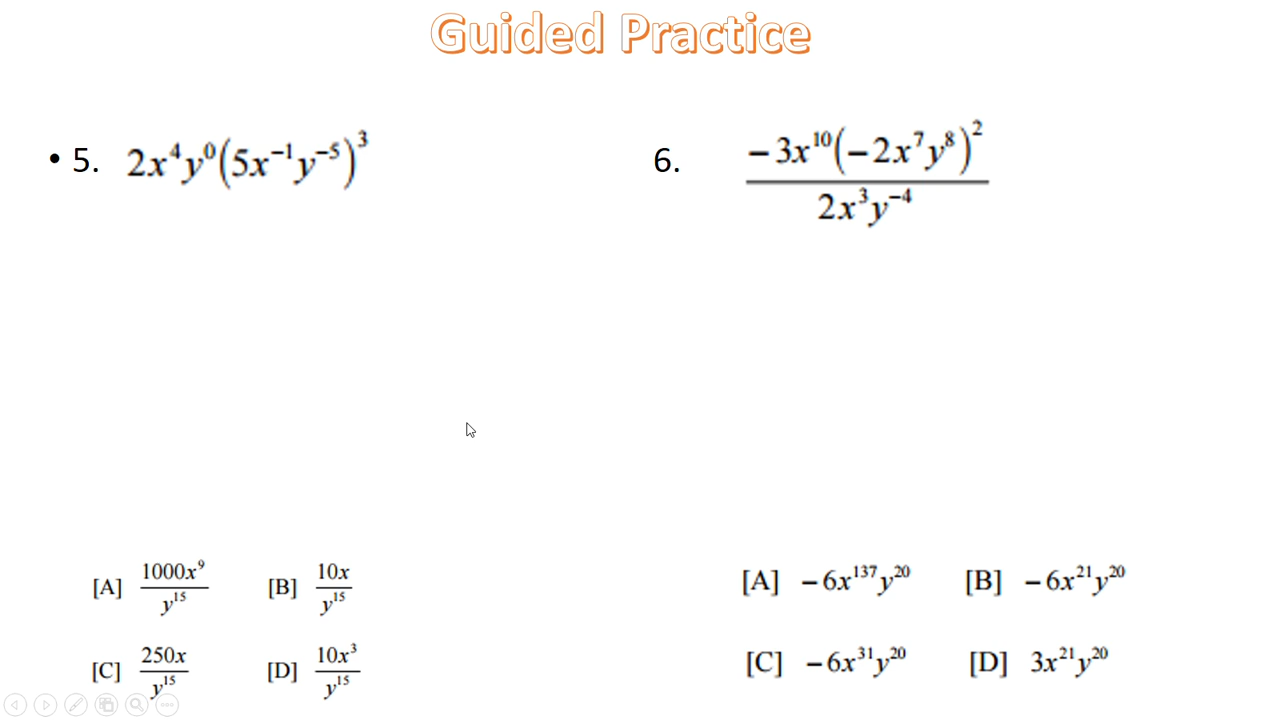 Guided Practice
• 5. 2x⁴y⁰(5x⁻¹y⁻⁵)³
6. −3x¹⁰(−2x⁷y⁸)² / 2x³y⁻⁴
[A] 1000x⁹ / y¹⁵ [B] 10x / y¹⁵
[C] 250x / y¹⁵ [D] 10x³ / y¹⁵
[A] −6x¹³⁷y²⁰ [B] −6x²¹y²⁰
[C] −6x³¹y²⁰ [D] 3x²¹y²⁰